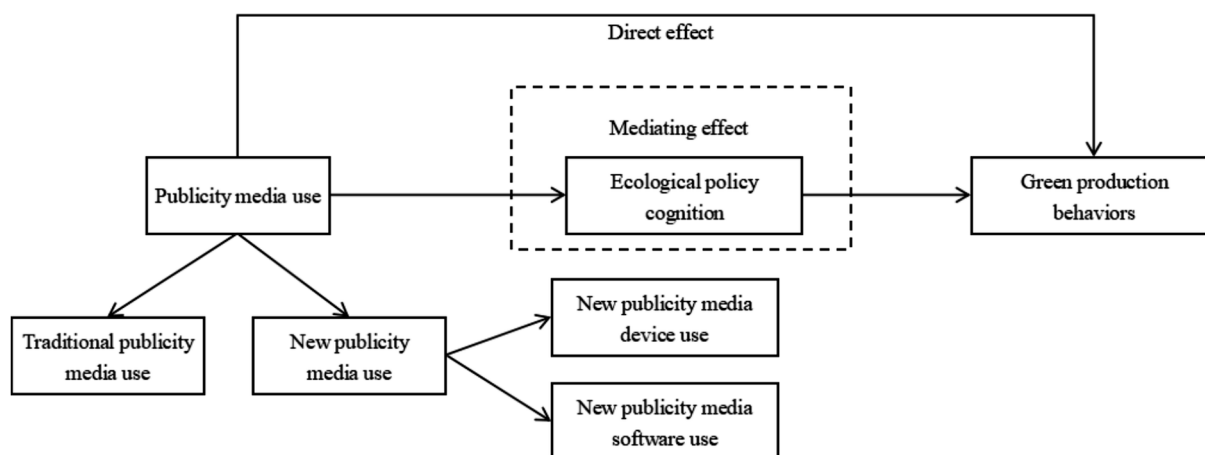 Direct effect
Mediating effect
Publicity media use
Ecological policy
cognition
Green production
behaviors
Traditional publicity
media use
New publicity
media use
New publicity media
device use
New publicity media
software use